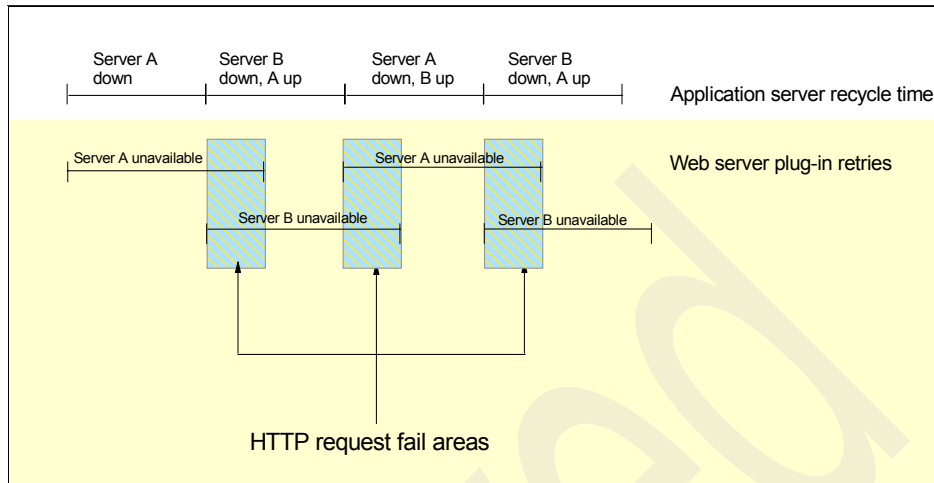 Server A
down
Server B
down, A up
Server A
down, B up
Server B
down, A up
Application server recycle time
Server A unavailable
Server A unavailable
Web server plug-in retries
Server B unavailable
Server B unavailable
HTTP request fail areas